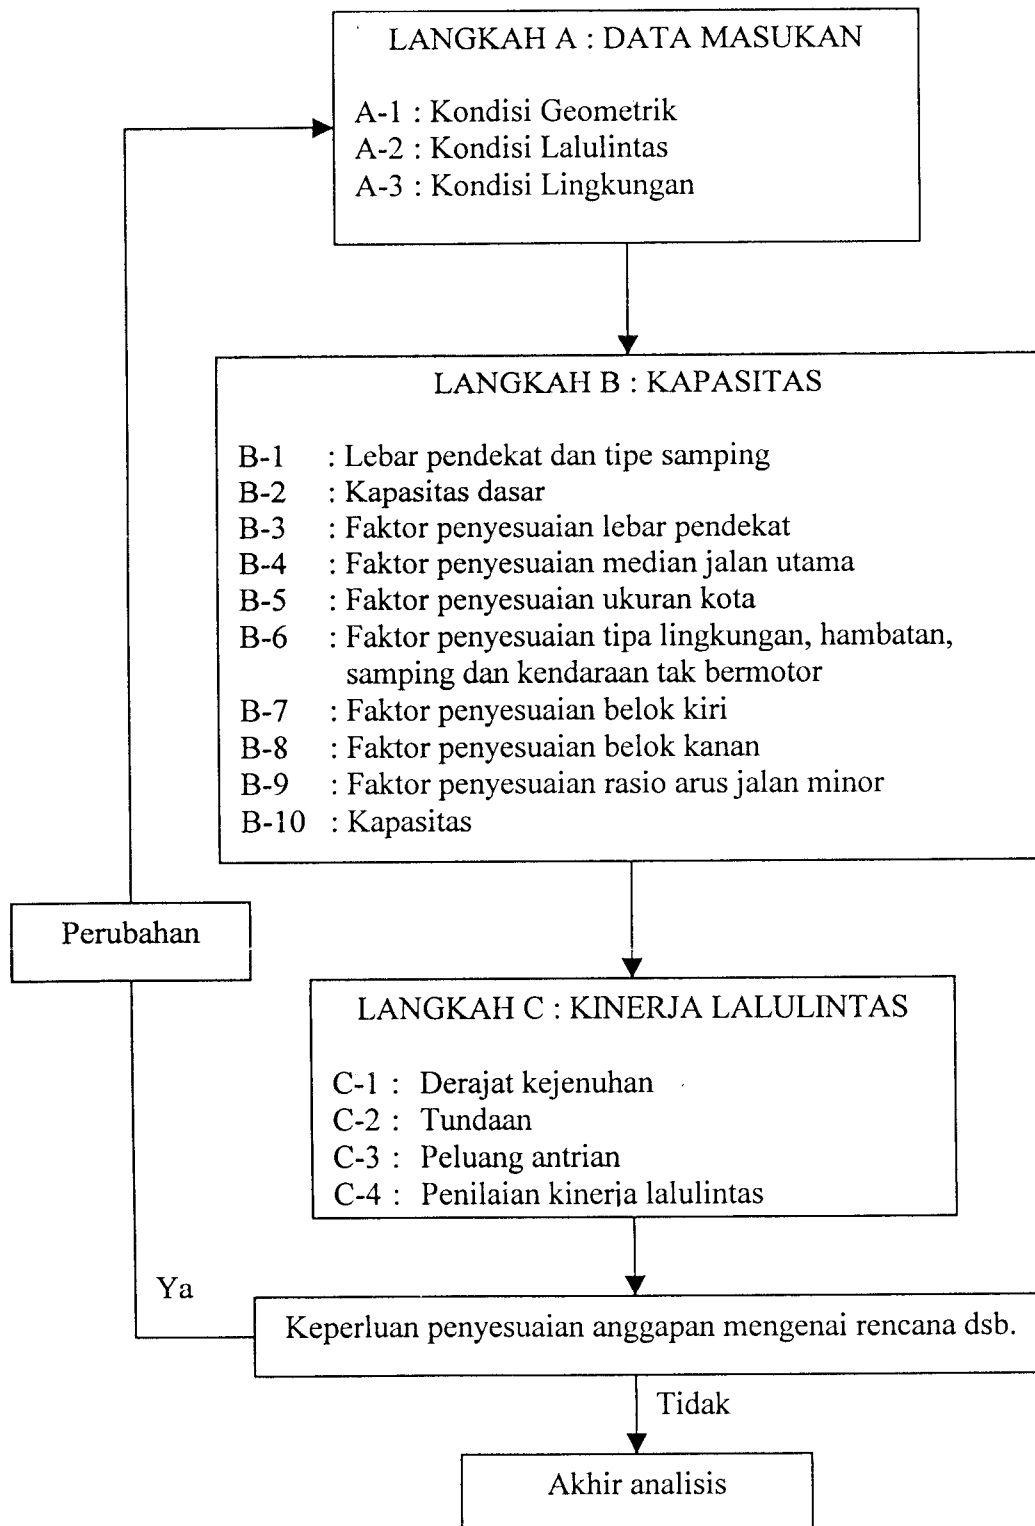 LANGKAH A : DATA MASUKAN
A-1 : Kondisi Geometrik
A-2 : Kondisi Lalulintas
A-3 : Kondisi Lingkungan
LANGKAH B : KAPASITAS
B-1 : Lebar pendekat dan tipe samping
B-2 : Kapasitas dasar
B-3 : Faktor penyesuaian lebar pendekat
B-4 : Faktor penyesuaian median jalan utama
B-5 : Faktor penyesuaian ukuran kota
B-6 : Faktor penyesuaian tipa lingkungan, hambatan,
samping dan kendaraan tak bermotor
B-7 : Faktor penyesuaian belok kiri
B-8 : Faktor penyesuaian belok kanan
B-9 : Faktor penyesuaian rasio arus jalan minor
B-10 : Kapasitas
Perubahan
LANGKAH C : KINERJA LALULINTAS
C-1 : Derajat kejenuhan
C-2 : Tundaan
C-3 : Peluang antrian
C-4 : Penilaian kinerja lalulintas
Ya
Keperluan penyesuaian anggapan mengenai rencana dsb.
Tidak
Akhir analisis